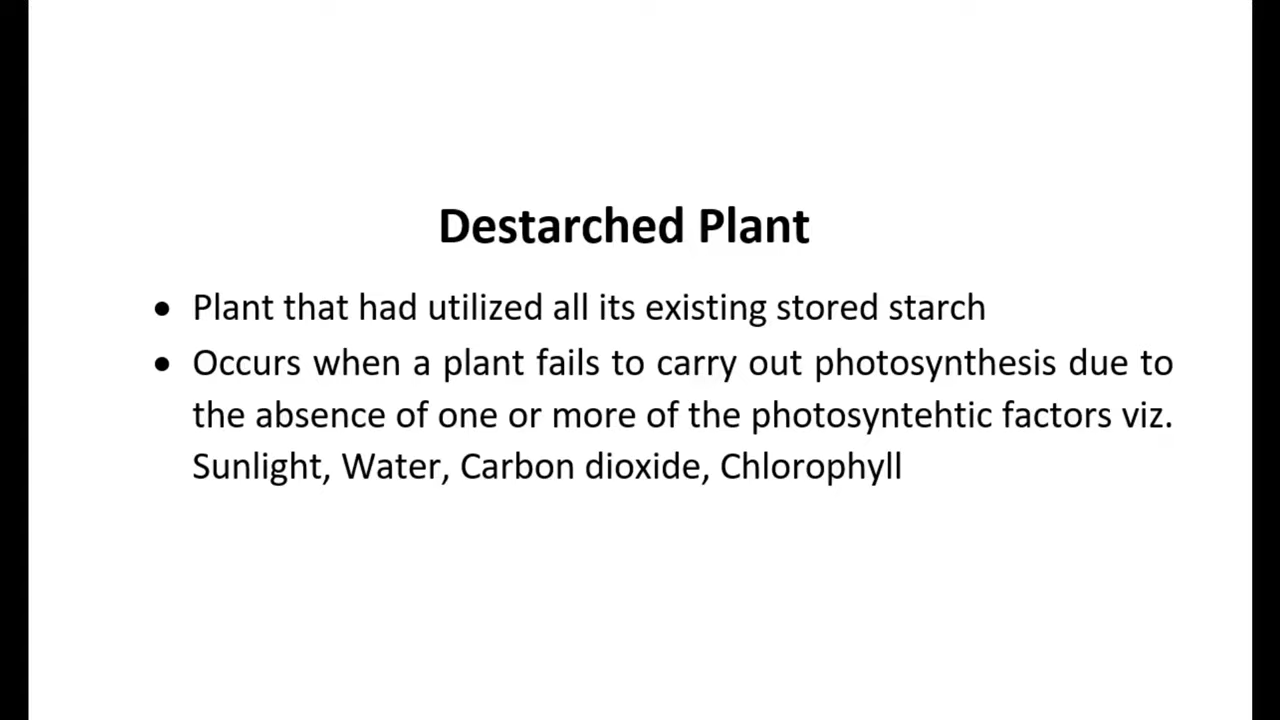 Destarched Plant
• Plant that had utilized all its existing stored starch
• Occurs when a plant fails to carry out photosynthesis due to
the absence of one or more of the photosyntehtic factors viz.
Sunlight, Water, Carbon dioxide, Chlorophyll